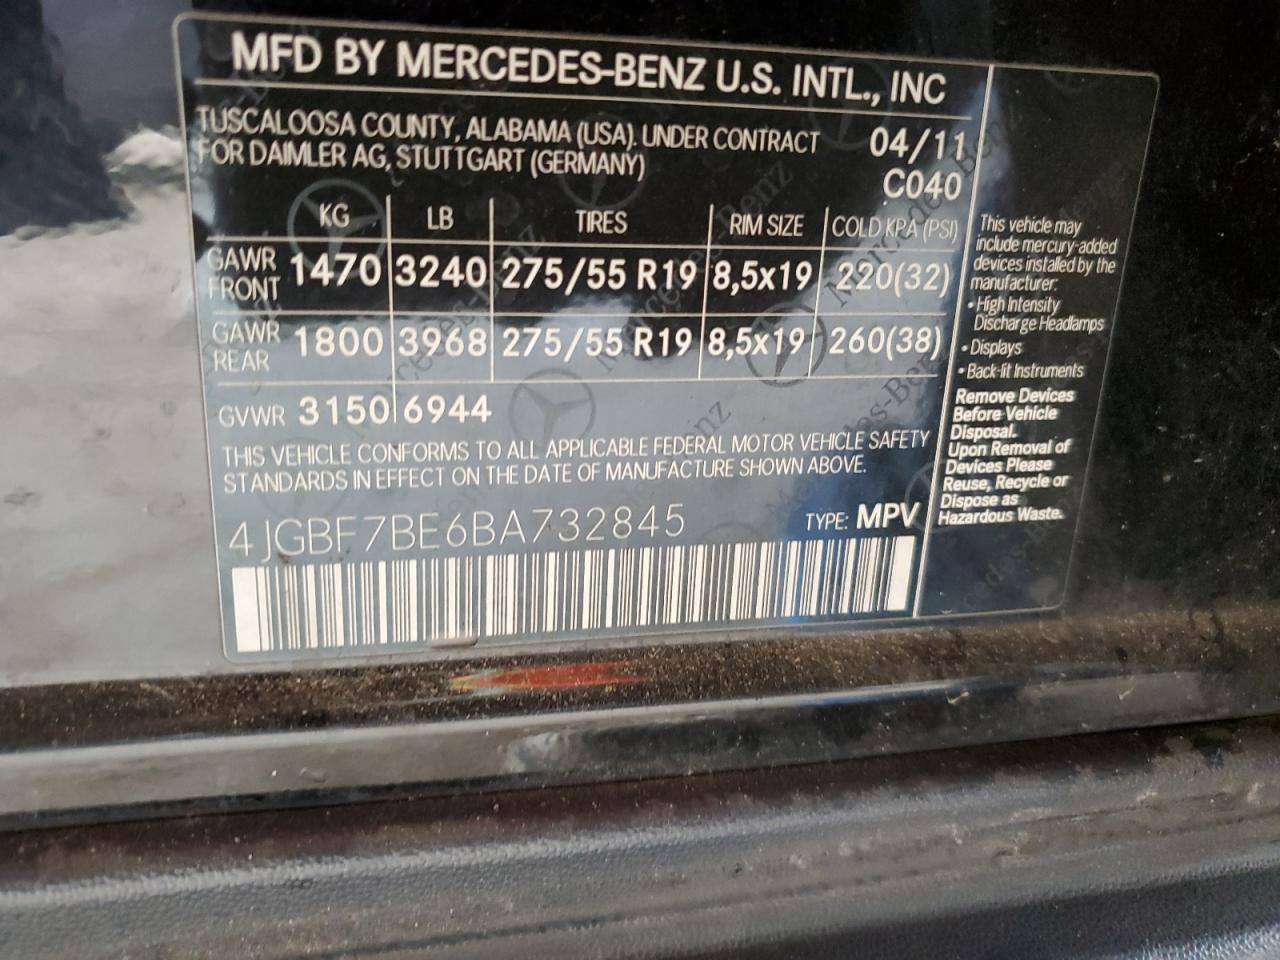 MFD BY MERCEDES-BENZ U.S. INTL., INC
TUSCALOOSA COUNTY, ALABAMA (USA). UNDER CONTRACT
FOR DAIMLER AG, STUTTGART (GERMANY)
04/11
C040
KG LB TIRES RIM SIZE COLD KPA (PSI)
GAWR
FRONT 1470 3240 275/55 R19 8,5x19 220(32)
GAWR
REAR 1800 3968 275/55 R19 8,5x19 260(38)
GVWR 3150 6944
THIS VEHICLE CONFORMS TO ALL APPLICABLE FEDERAL MOTOR VEHICLE SAFETY
STANDARDS IN EFFECT ON THE DATE OF MANUFACTURE SHOWN ABOVE.
4JGBF7BE6BA732845 TYPE: MPV
This vehicle may
include mercury-added
devices installed by the
manufacturer:
• High Intensity
Discharge Headlamps
• Displays
• Back-lit Instruments
Remove Devices
Before Vehicle
Disposal.
Upon Removal of
Devices Please
Reuse, Recycle or
Dispose as
Hazardous Waste.